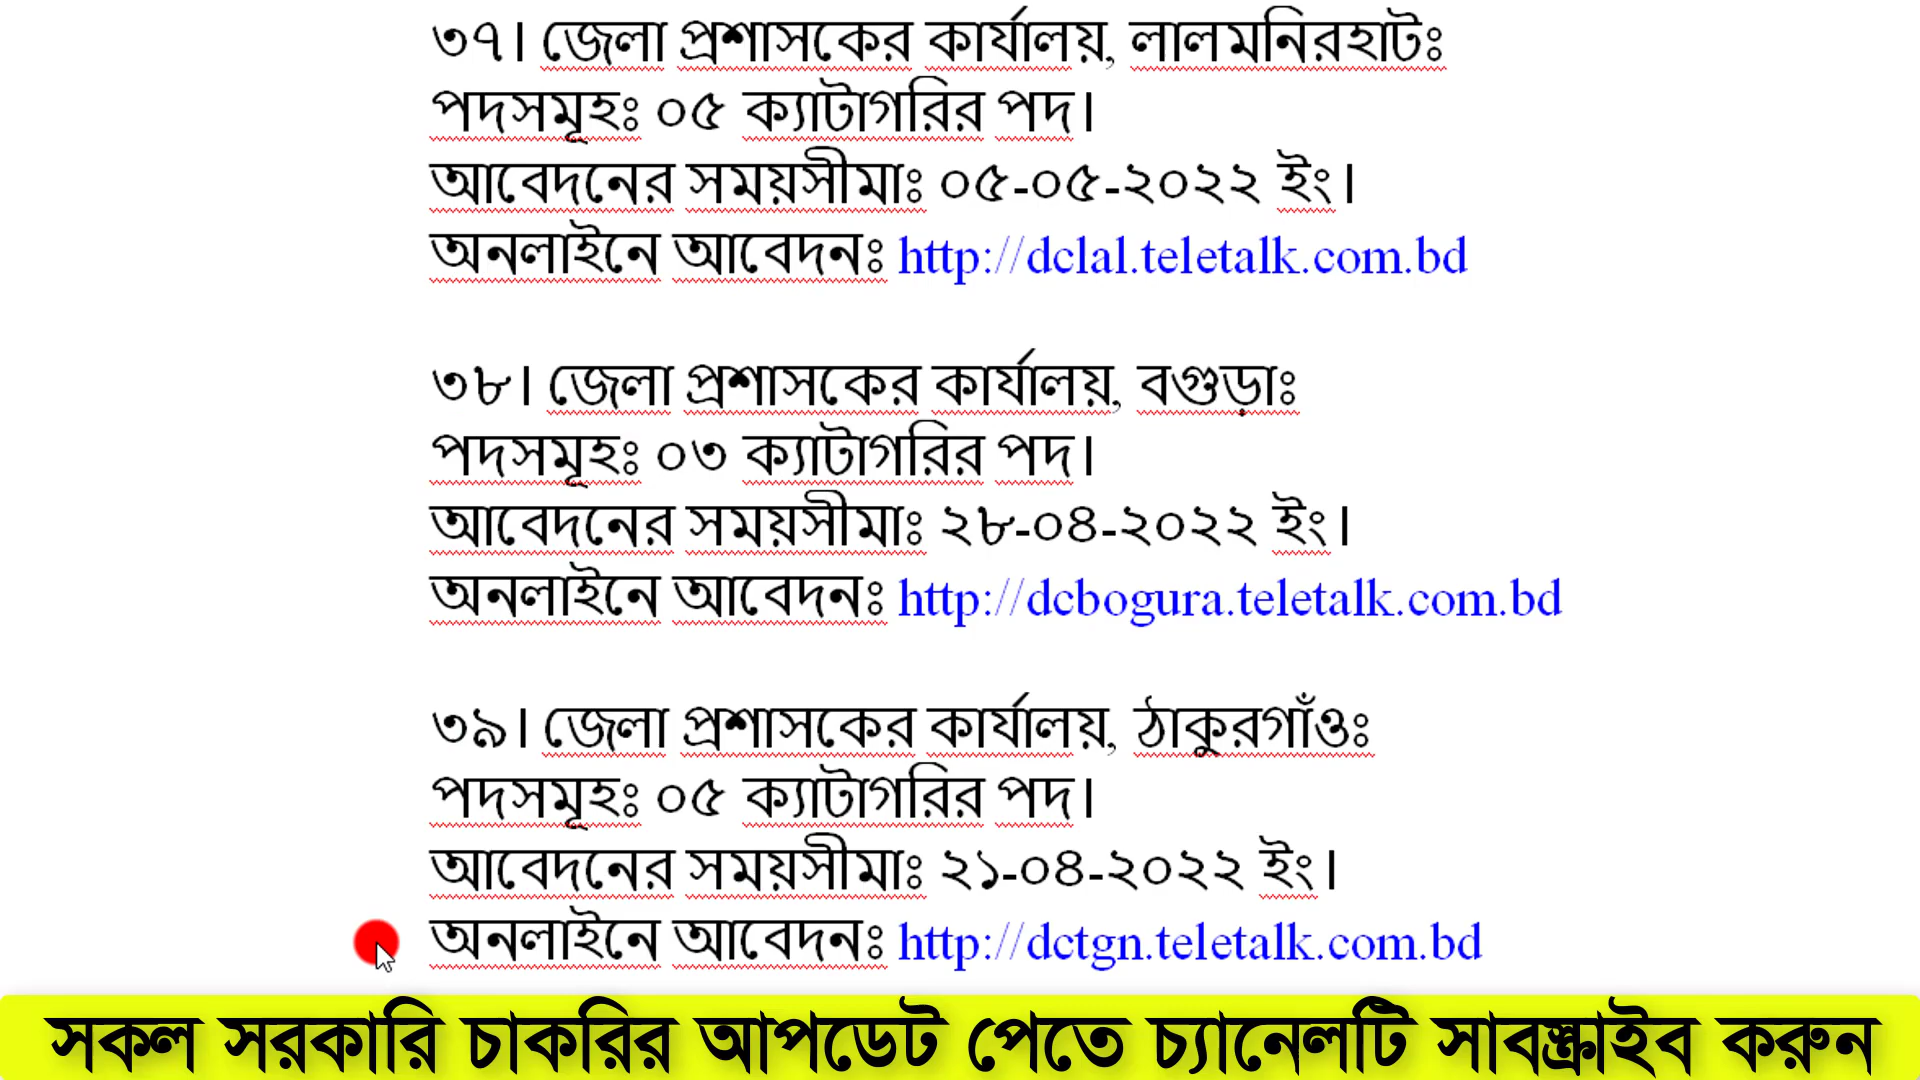 ৩৭। জেলা প্রশাসকের কার্যালয়, লালমনিরহাটঃ
পদসমূহঃ ০৫ ক্যাটাগরির পদ।
আবেদনের সময়সীমাঃ ০৫-০৫-২০২২ ইং।
অনলাইনে আবেদনঃ http://dclal.teletalk.com.bd
৩৮। জেলা প্রশাসকের কার্যালয়, বগুড়াঃ
পদসমূহঃ ০৩ ক্যাটাগরির পদ।
আবেদনের সময়সীমাঃ ২৮-০৪-২০২২ ইং।
অনলাইনে আবেদনঃ http://dcbogura.teletalk.com.bd
৩৯। জেলা প্রশাসকের কার্যালয়, ঠাকুরগাঁওঃ
পদসমূহঃ ০৫ ক্যাটাগরির পদ।
আবেদনের সময়সীমাঃ ২১-০৪-২০২২ ইং।
অনলাইনে আবেদনঃ http://dctgn.teletalk.com.bd
সকল সরকারি চাকরির আপডেট পেতে চ্যানেলটি সাবস্ক্রাইব করুন